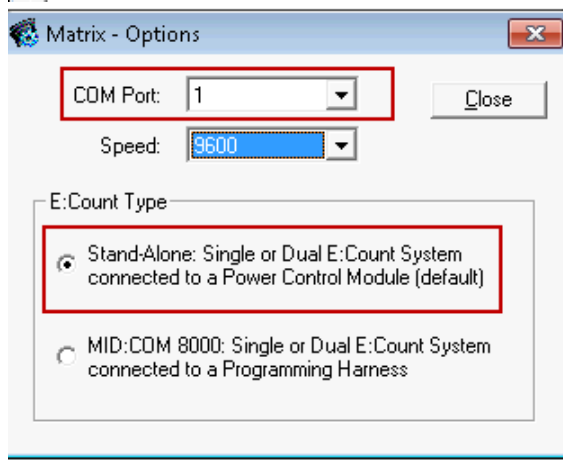 Matrix - Options
COM Port: 1
Close
Speed: 9600
E:Count Type
Stand-Alone: Single or Dual E:Count System
connected to a Power Control Module (default)
MID:COM 8000: Single or Dual E:Count System
connected to a Programming Harness